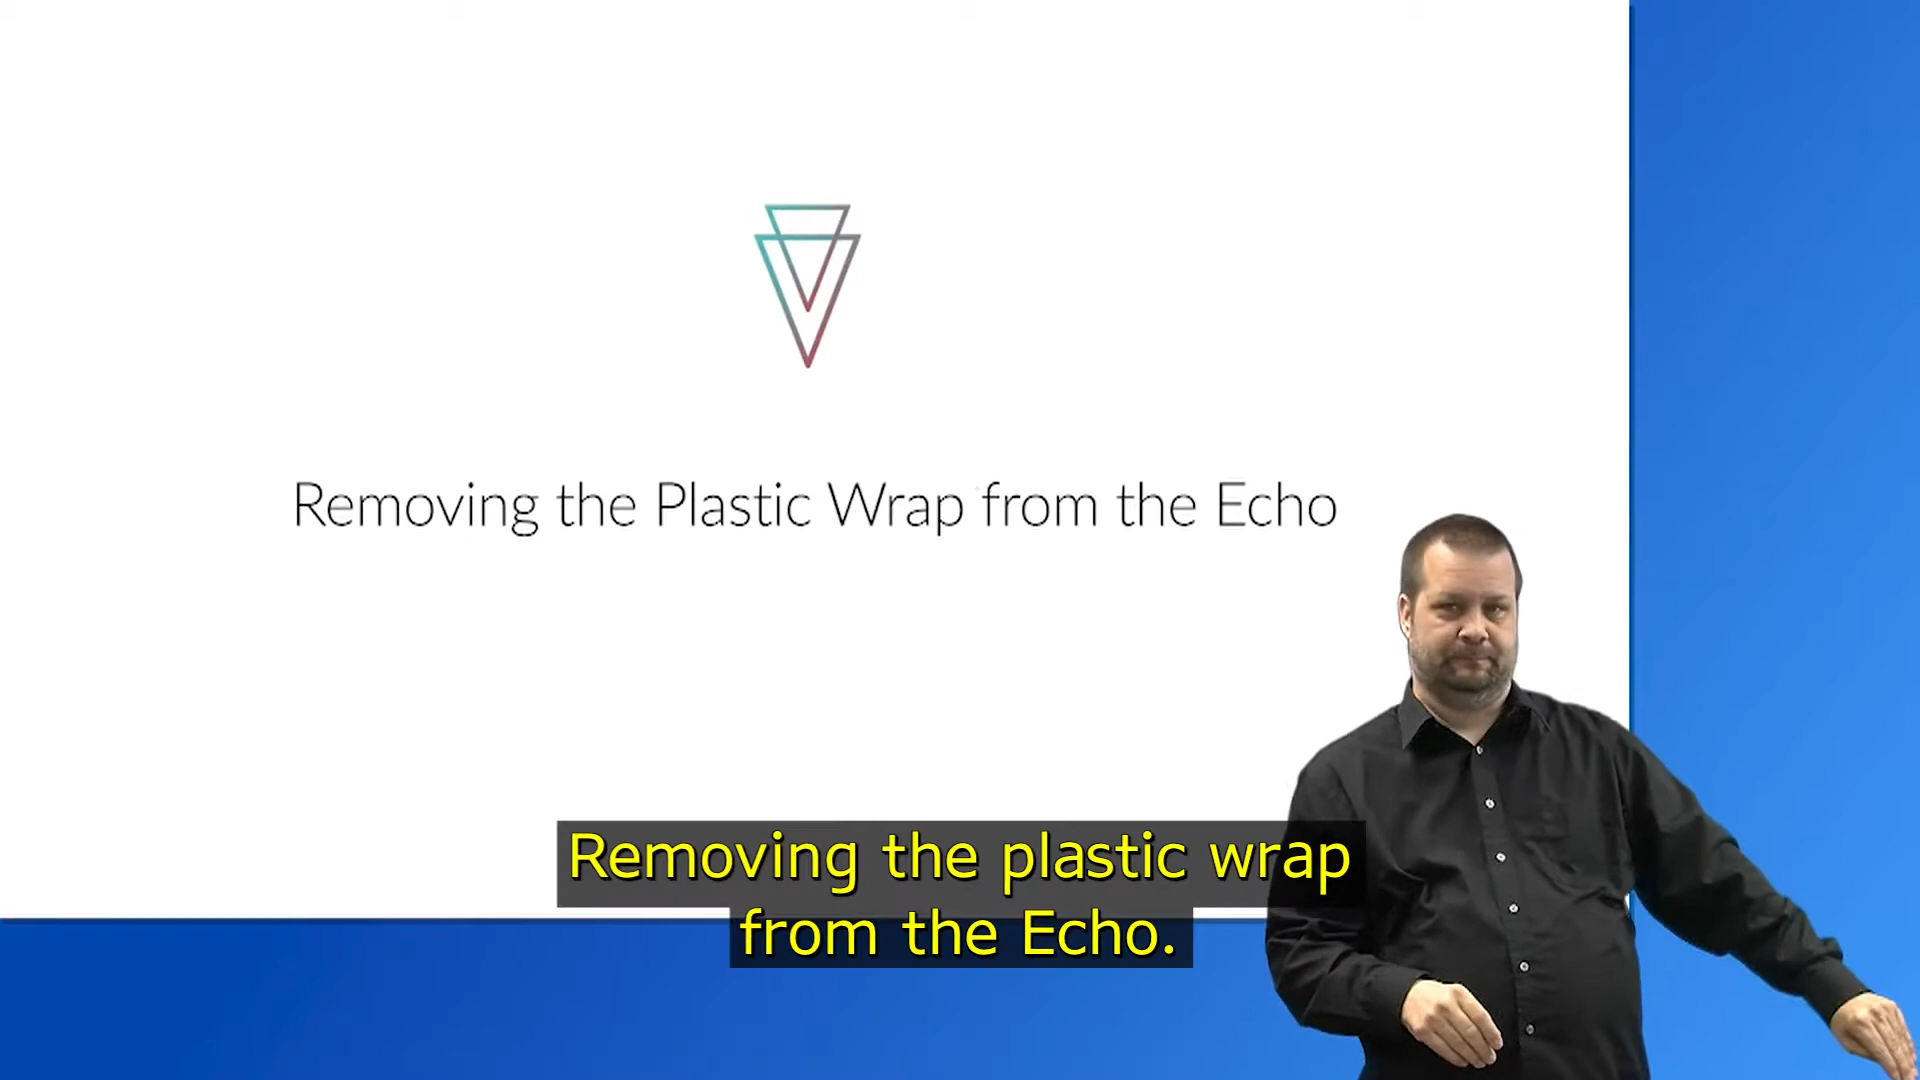 Removing the Plastic Wrap from the Echo
Removing the plastic wrap
from the Echo.